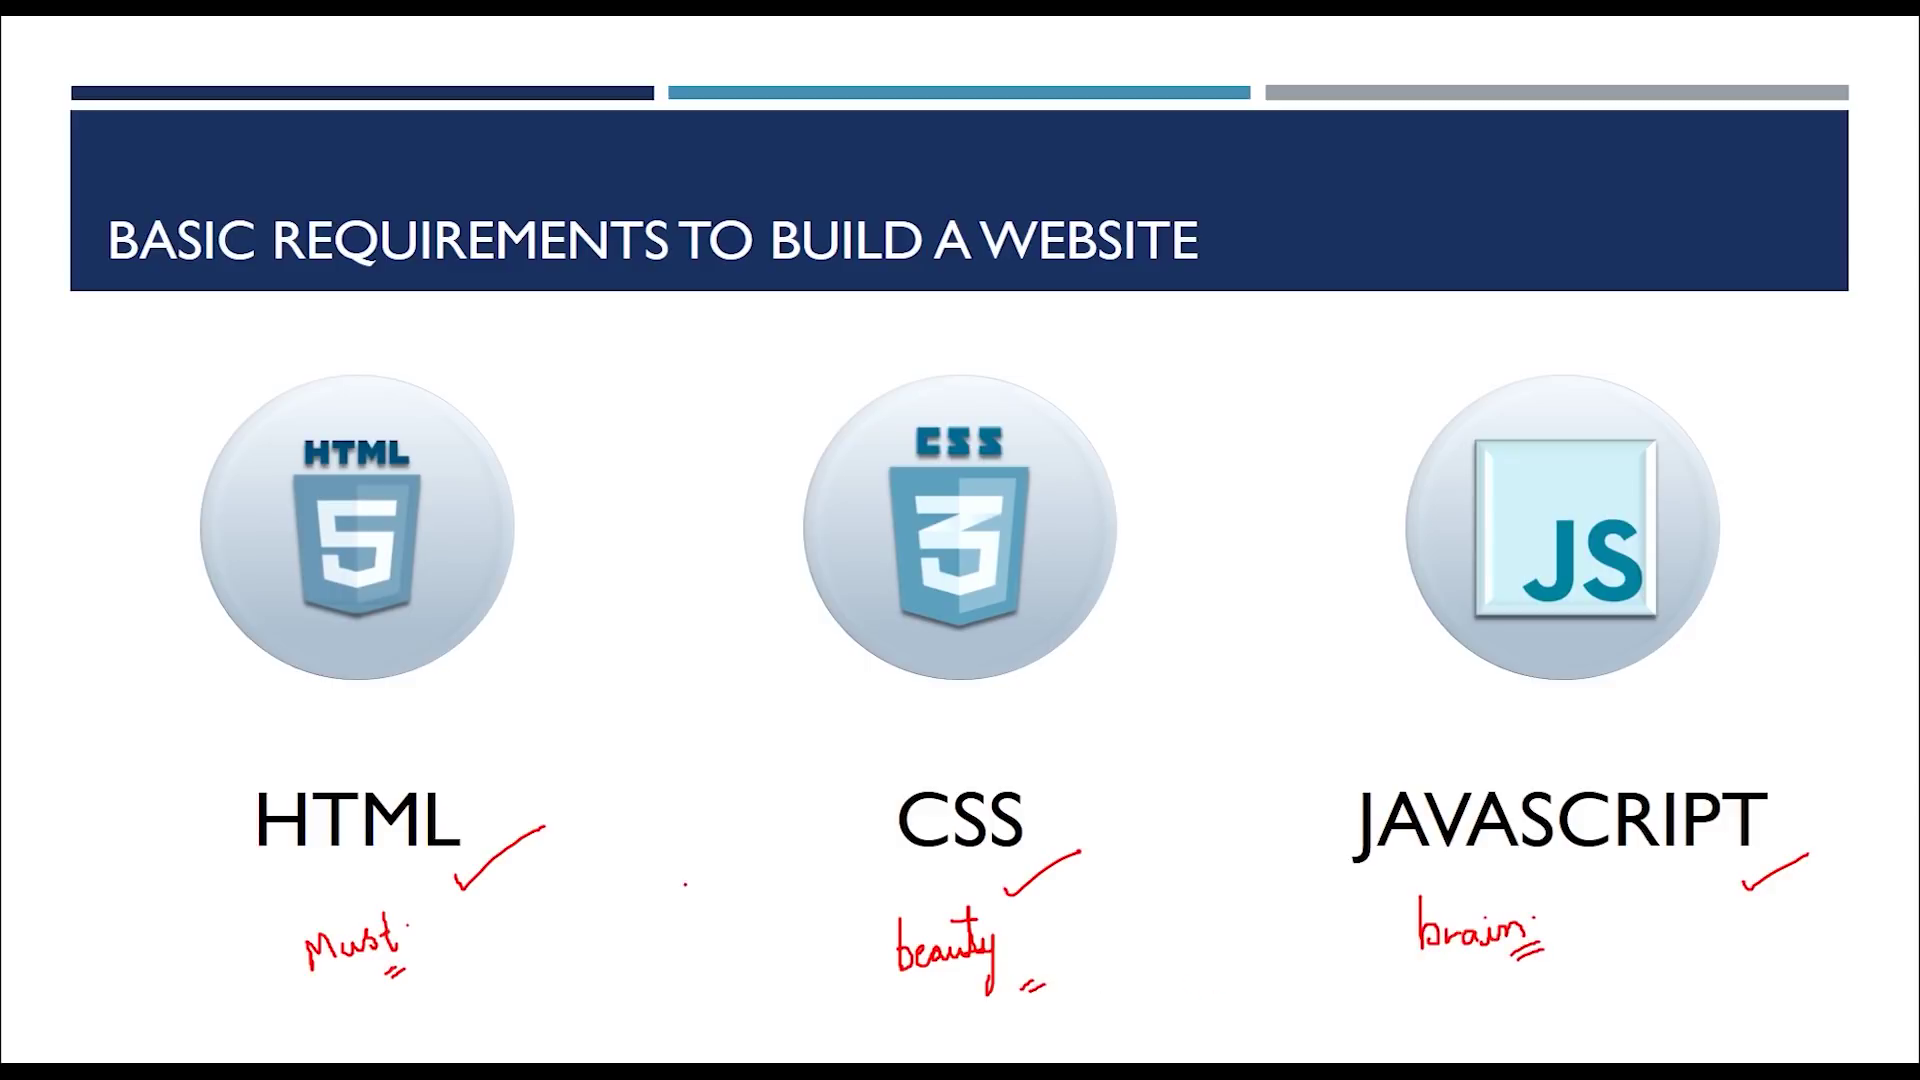 BASIC REQUIREMENTS TO BUILD A WEBSITE
HTML
5
CSS
3
JS
HTML
CSS
JAVASCRIPT
Must
beauty
brain